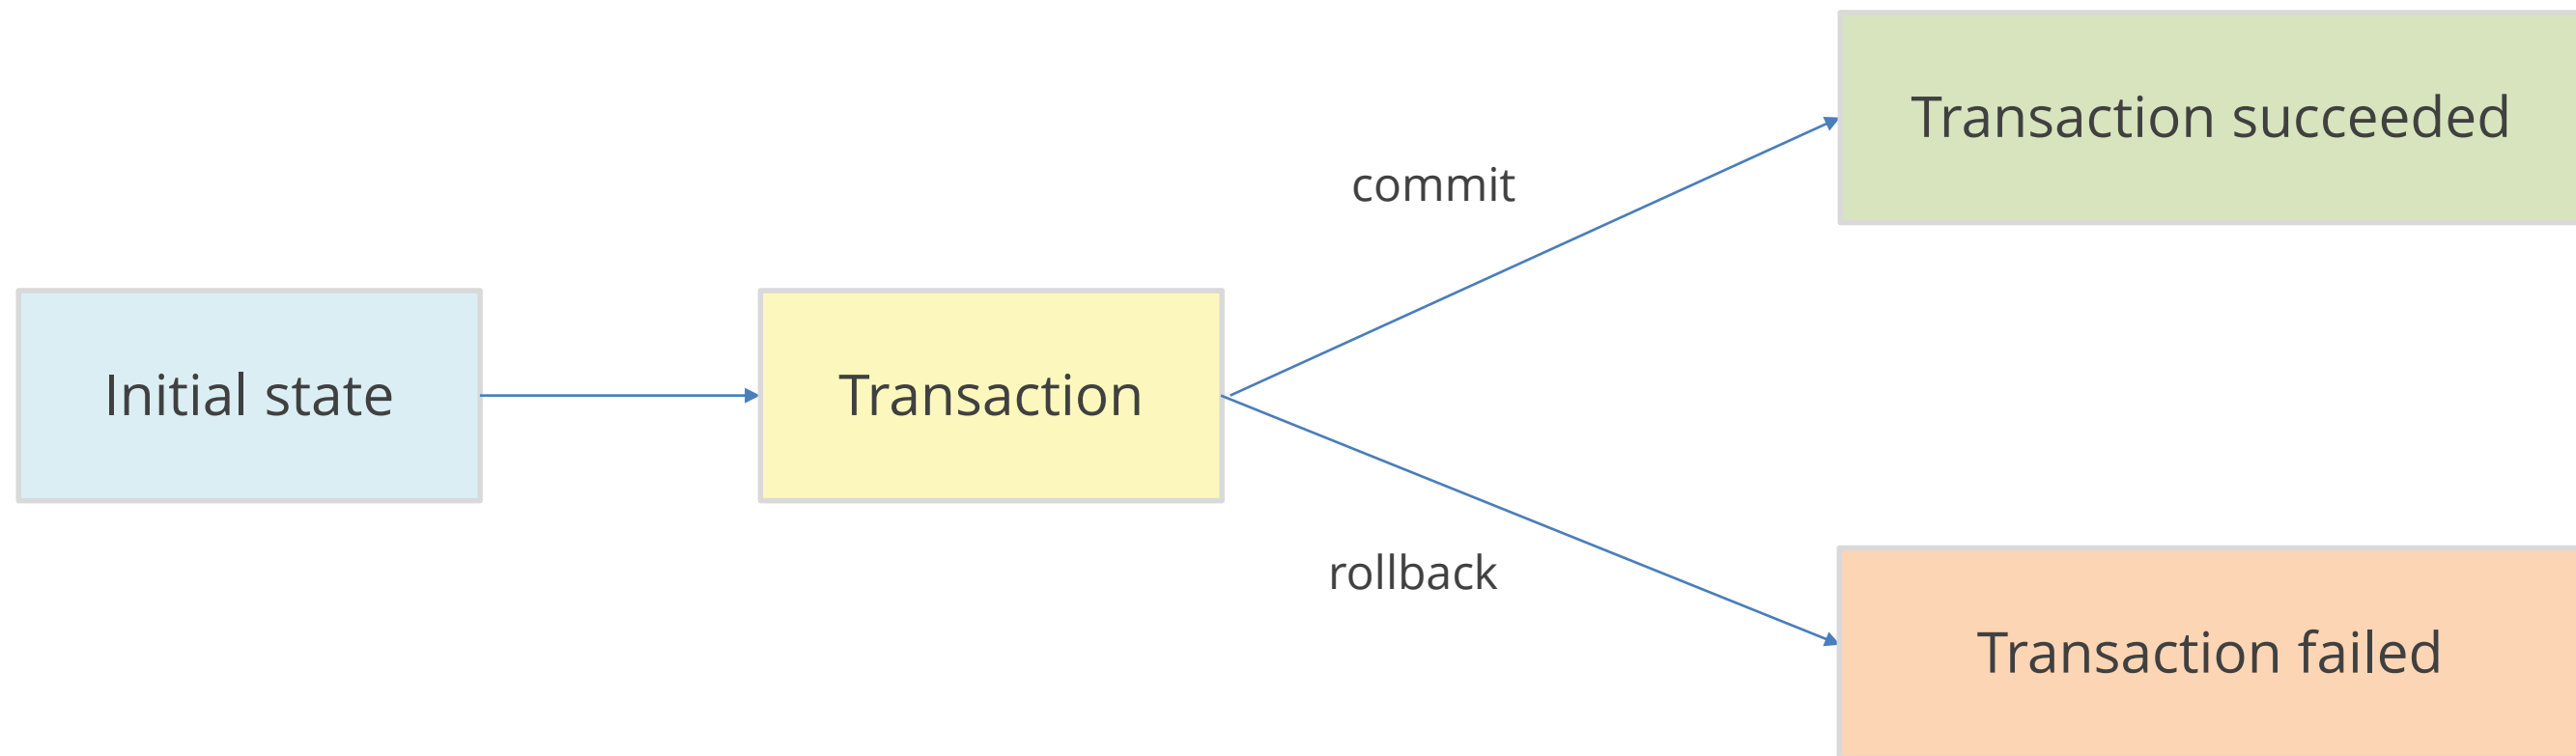 Transaction succeeded
commit
Initial state
Transaction
rollback
Transaction failed